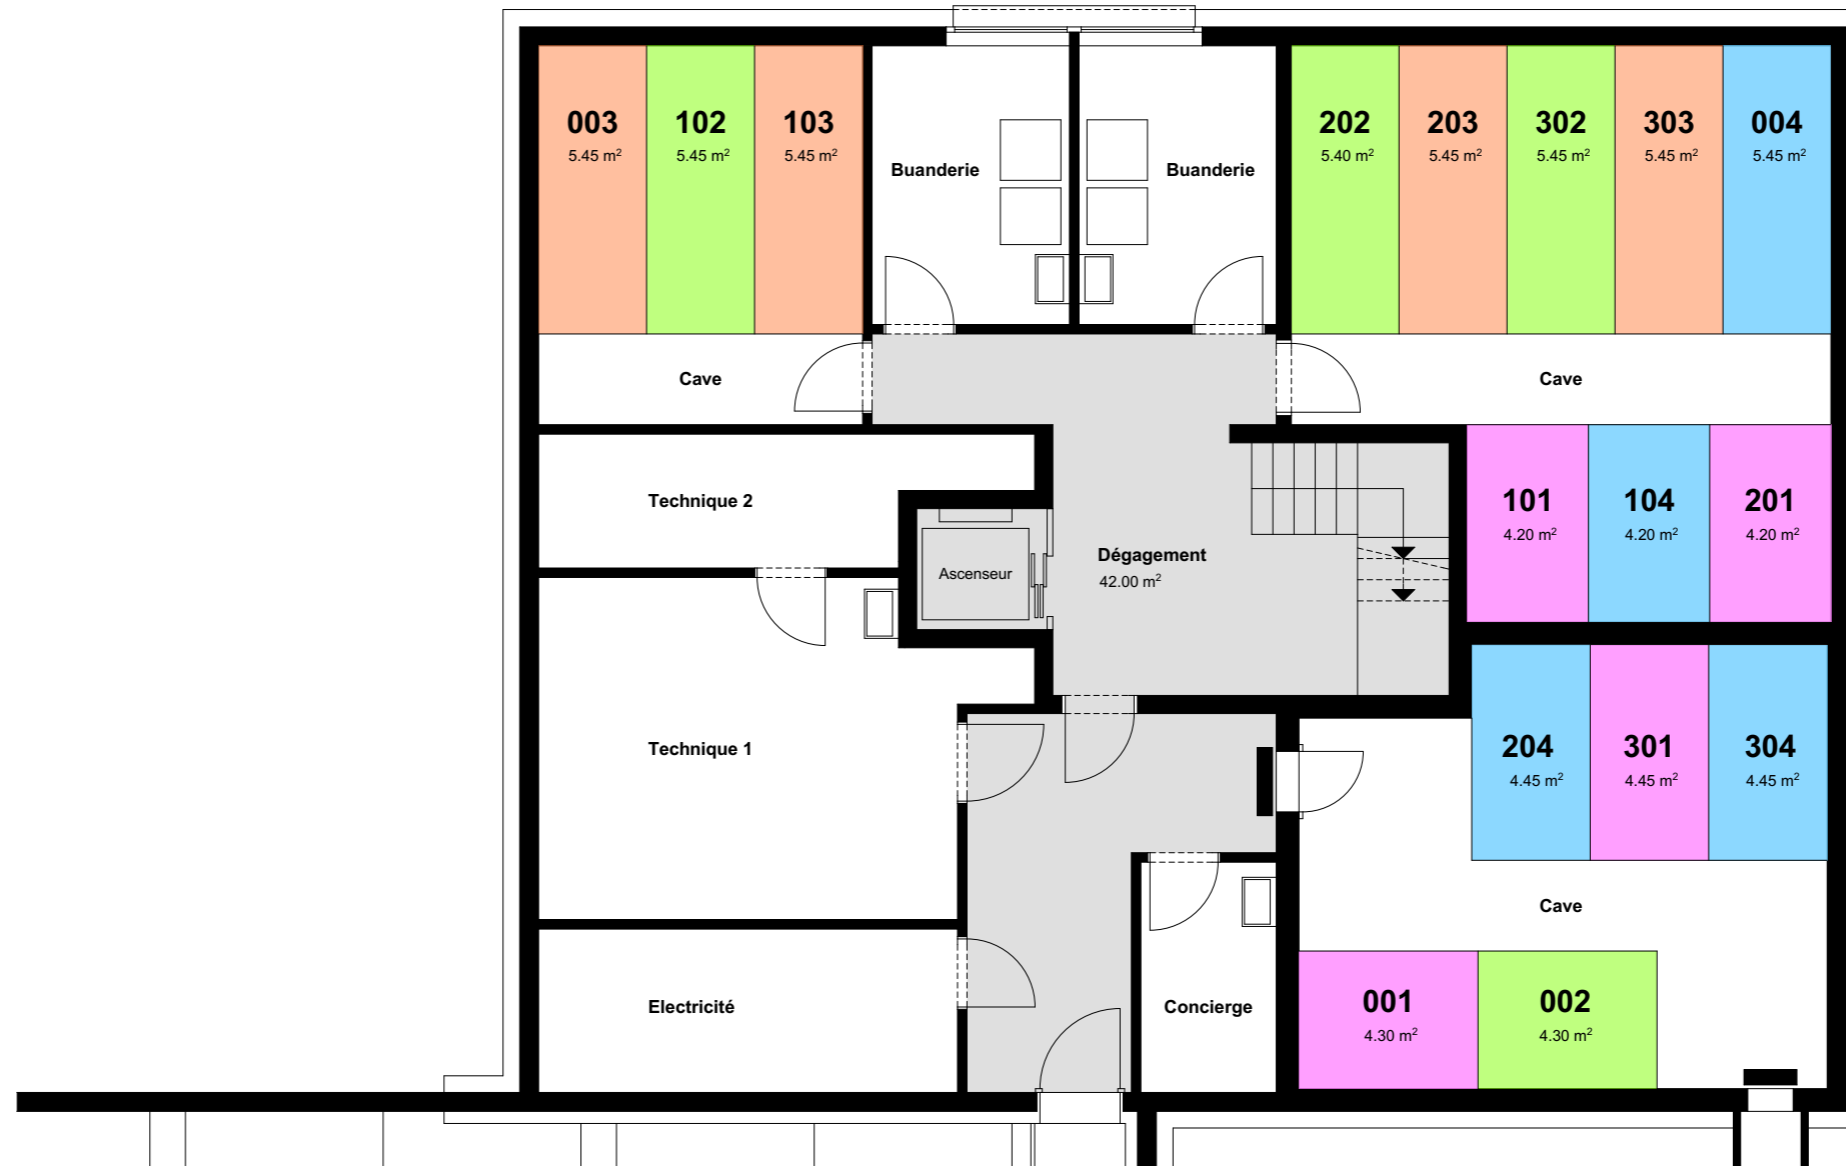 003
5.45 m²
102
5.45 m²
103
5.45 m²
Buanderie
Buanderie
202
5.40 m²
203
5.45 m²
302
5.45 m²
303
5.45 m²
004
5.45 m²
Cave
Cave
Technique 2
Ascenseur
Dégagement
42.00 m²
101
4.20 m²
104
4.20 m²
201
4.20 m²
Technique 1
204
4.45 m²
301
4.45 m²
304
4.45 m²
Cave
Electricité
Concierge
001
4.30 m²
002
4.30 m²